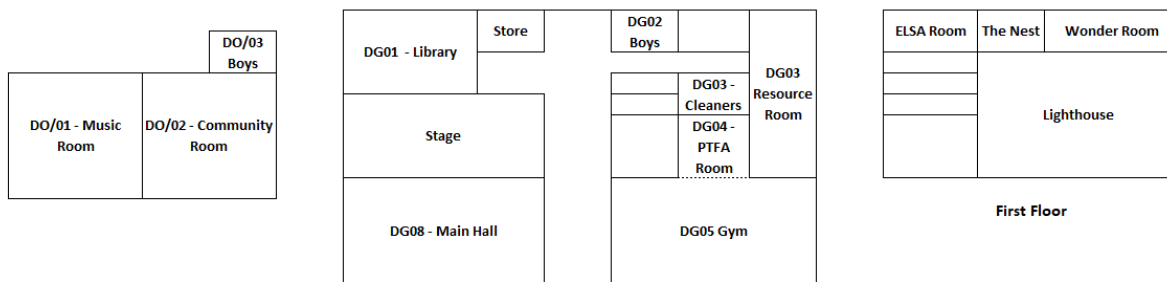 DO/03
Boys
DO/01 - Music
Room
DO/02 - Community
Room
DG01  - Library
Store
DG02
Boys
DG03
Resource
Room
DG03 -
Cleaners
DG04 -
PTFA
Room
Stage
DG08 - Main Hall
DG05 Gym
ELSA Room
The Nest
Wonder Room
Lighthouse
First Floor